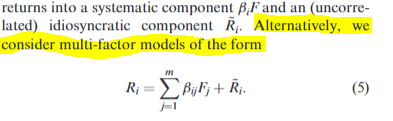 returns into a systematic component βᵢF and an (uncorre-
lated) idiosyncratic component R̃ᵢ. Alternatively, we
consider multi-factor models of the form
Rᵢ = ∑_{j=1}^{m} βᵢⱼFⱼ + R̃ᵢ. (5)